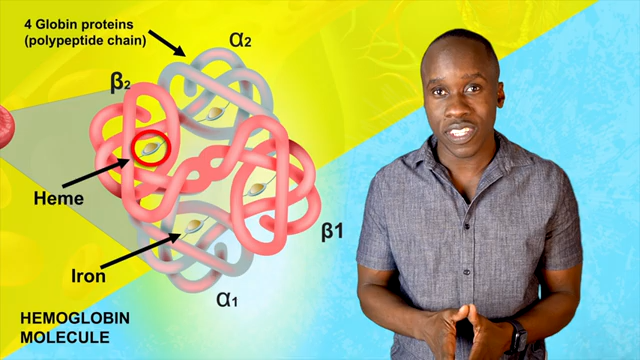 4 Globin proteins
(polypeptide chain)
α2
β2
Heme
β1
Iron
α1
HEMOGLOBIN
MOLECULE